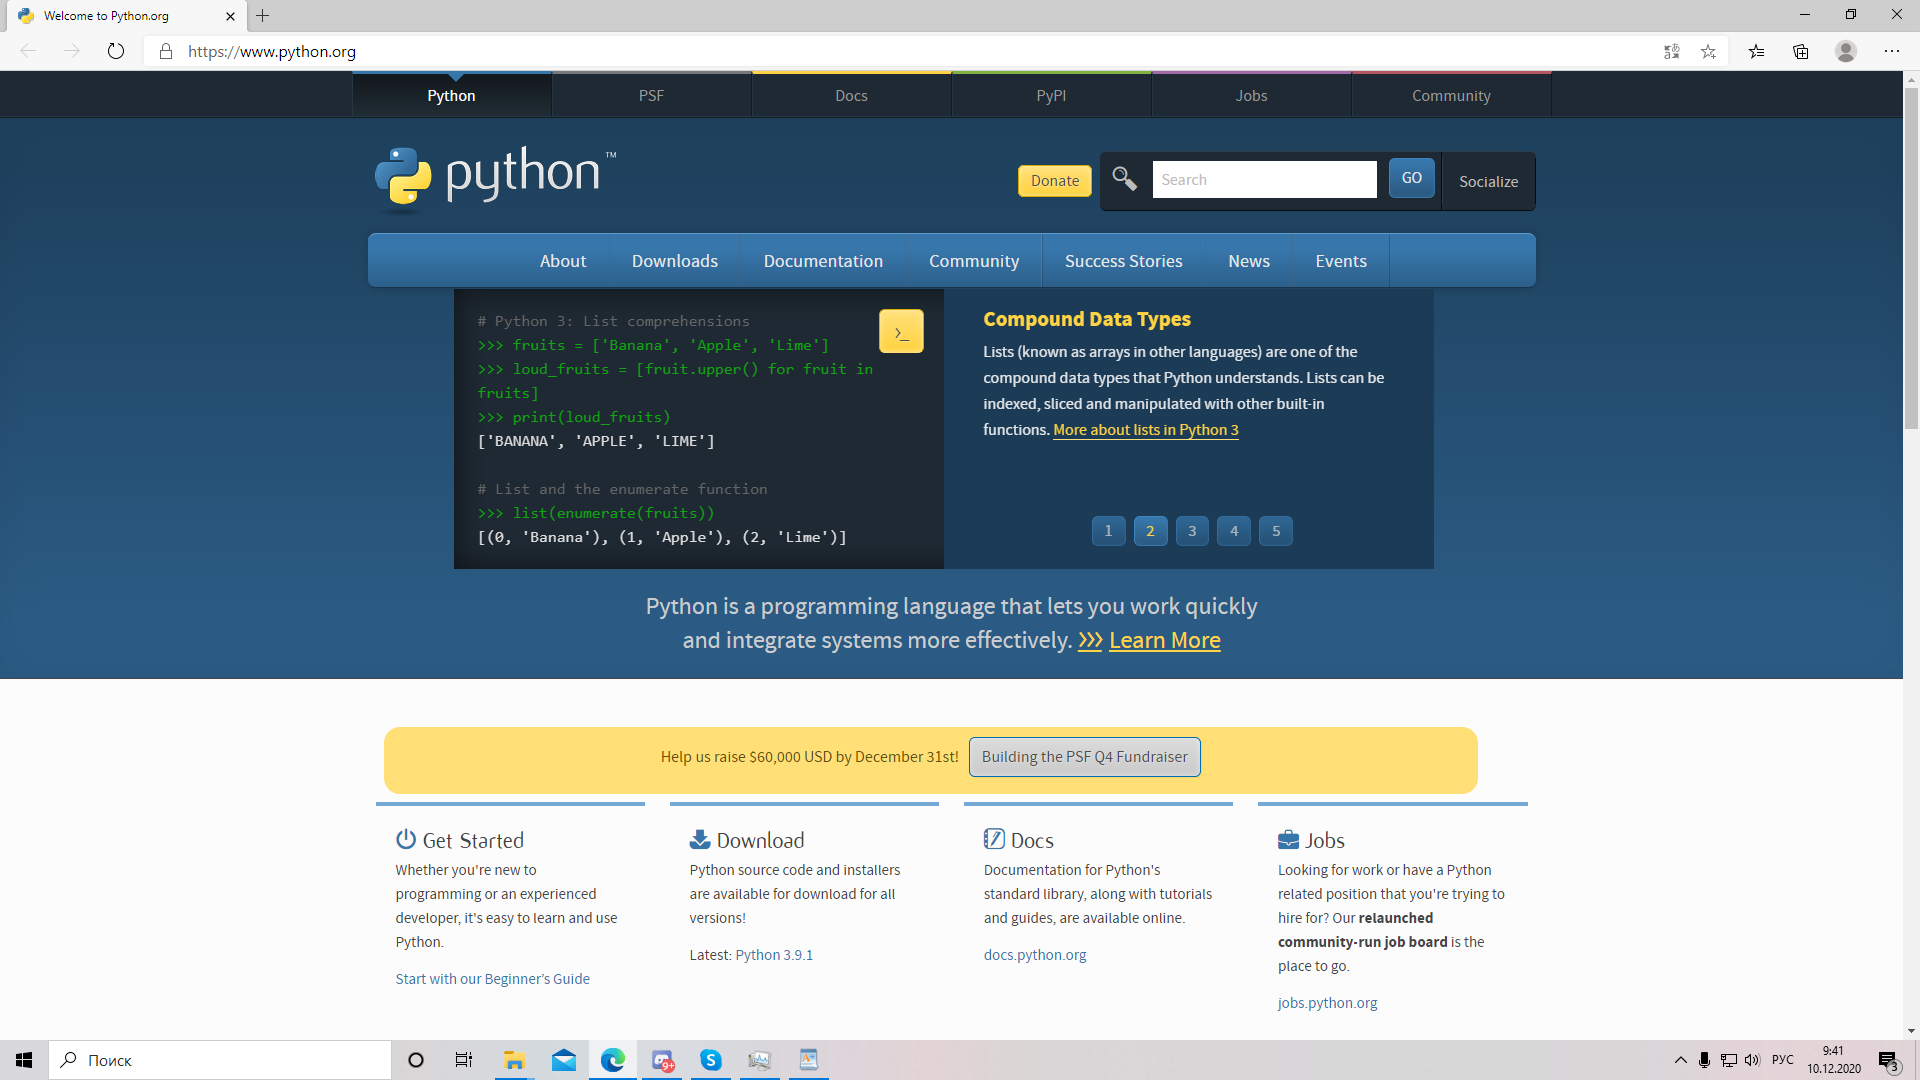 Welcome to Python.org
https://www.python.org
Python
PSF
Docs
PyPI
Jobs
Community
python™
Donate
Search
GO
Socialize
About
Downloads
Documentation
Community
Success Stories
News
Events
# Python 3: List comprehensions
>>> fruits = ['Banana', 'Apple', 'Lime']
>>> loud_fruits = [fruit.upper() for fruit in
fruits]
>>> print(loud_fruits)
['BANANA', 'APPLE', 'LIME']
# List and the enumerate function
>>> list(enumerate(fruits))
[(0, 'Banana'), (1, 'Apple'), (2, 'Lime')]
>_
Compound Data Types
Lists (known as arrays in other languages) are one of the
compound data types that Python understands. Lists can be
indexed, sliced and manipulated with other built-in
functions. More about lists in Python 3
1 2 3 4 5
Python is a programming language that lets you work quickly
and integrate systems more effectively. >>> Learn More
Help us raise $60,000 USD by December 31st! Building the PSF Q4 Fundraiser
Get Started
Whether you're new to
programming or an experienced
developer, it's easy to learn and use
Python.
Start with our Beginner’s Guide
Download
Python source code and installers
are available for download for all
versions!
Latest: Python 3.9.1
Docs
Documentation for Python's
standard library, along with tutorials
and guides, are available online.
docs.python.org
Jobs
Looking for work or have a Python
related position that you're trying to
hire for? Our relaunched
community-run job board is the
place to go.
jobs.python.org
Поиск
9+
РУС
9:41
10.12.2020
3